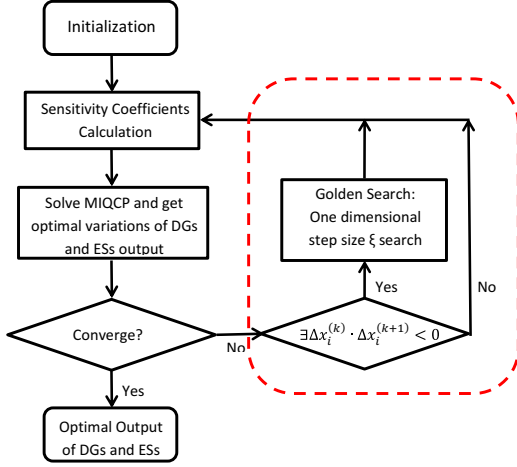 Initialization
Sensitivity Coefficients
Calculation
Solve MIQCP and get
optimal variations of DGs
and ESs output
Converge?
No
Yes
Optimal Output
of DGs and ESs
Golden Search:
One dimensional
step size ξ search
Yes
No
∃Δx_i^{(k)} · Δx_i^{(k+1)} < 0